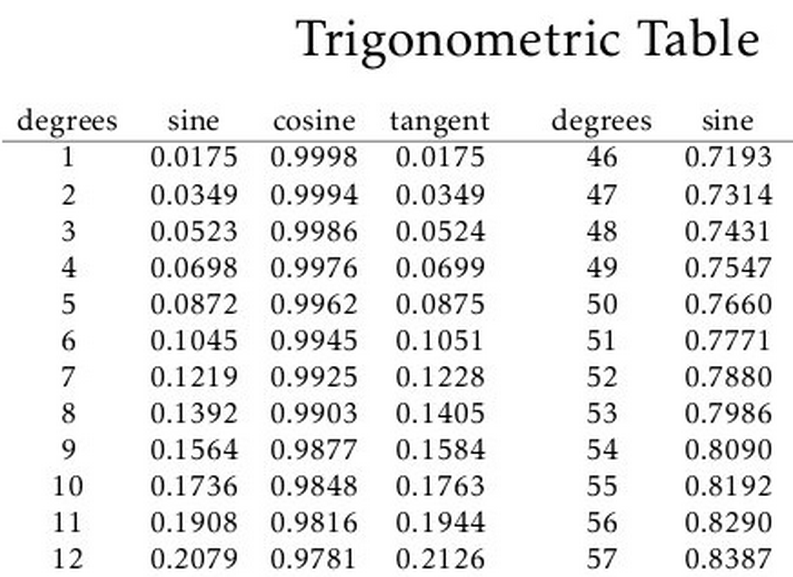 Trigonometric Table
degrees sine cosine tangent degrees sine
1 0.0175 0.9998 0.0175 46 0.7193
2 0.0349 0.9994 0.0349 47 0.7314
3 0.0523 0.9986 0.0524 48 0.7431
4 0.0698 0.9976 0.0699 49 0.7547
5 0.0872 0.9962 0.0875 50 0.7660
6 0.1045 0.9945 0.1051 51 0.7771
7 0.1219 0.9925 0.1228 52 0.7880
8 0.1392 0.9903 0.1405 53 0.7986
9 0.1564 0.9877 0.1584 54 0.8090
10 0.1736 0.9848 0.1763 55 0.8192
11 0.1908 0.9816 0.1944 56 0.8290
12 0.2079 0.9781 0.2126 57 0.8387